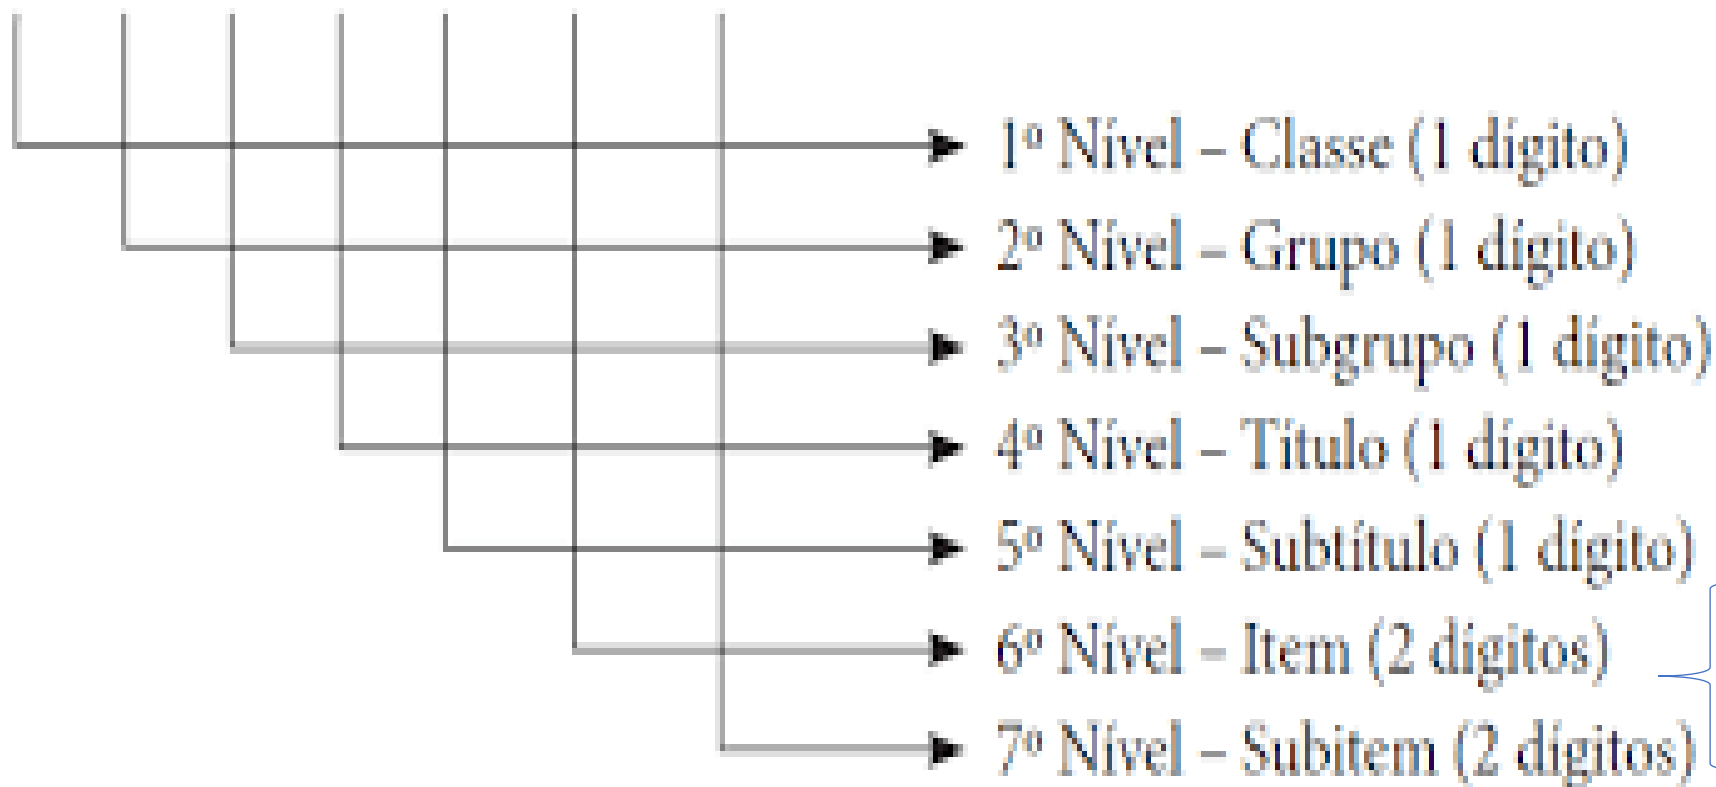 1º Nível – Classe (1 dígito)
2º Nível – Grupo (1 dígito)
3º Nível – Subgrupo (1 dígito)
4º Nível – Título (1 dígito)
5º Nível – Subtítulo (1 dígito)
6º Nível – Item (2 dígitos)
7º Nível – Subitem (2 dígitos)